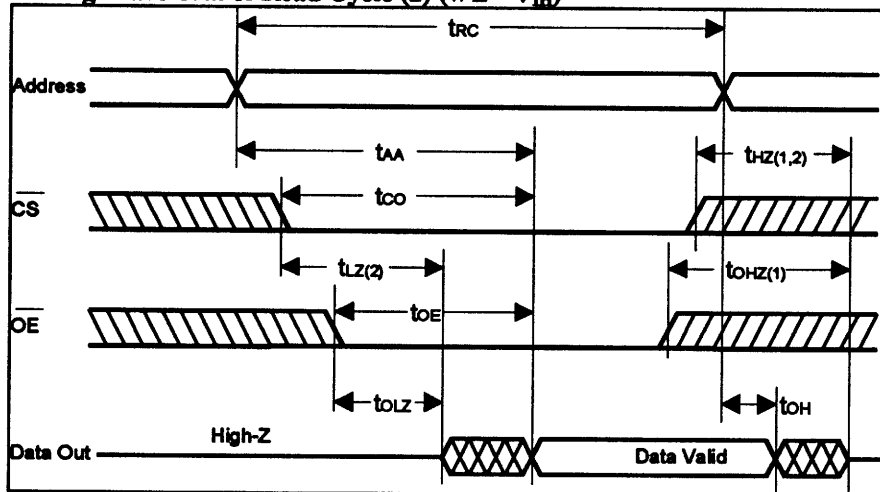 tRC
Address
tAA
tHZ(1,2)
CS
tCO
tLZ(2)
tOHZ(1)
OE
tOE
tOLZ
tOH
High-Z
Data Out
Data Valid